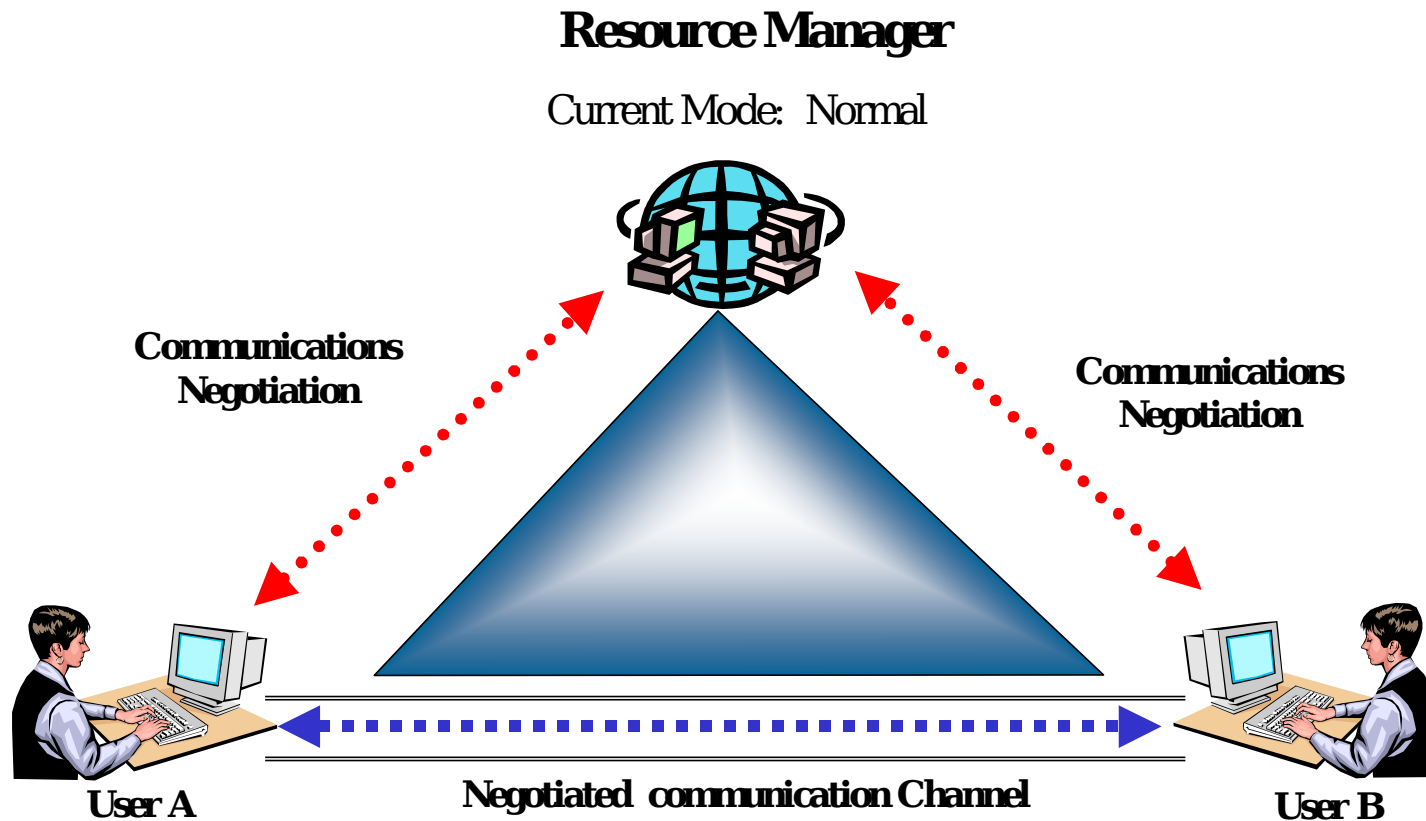 Resource Manager
Current Mode: Normal
Communications
Negotiation
Communications
Negotiation
Negotiated communication Channel
User A
User B